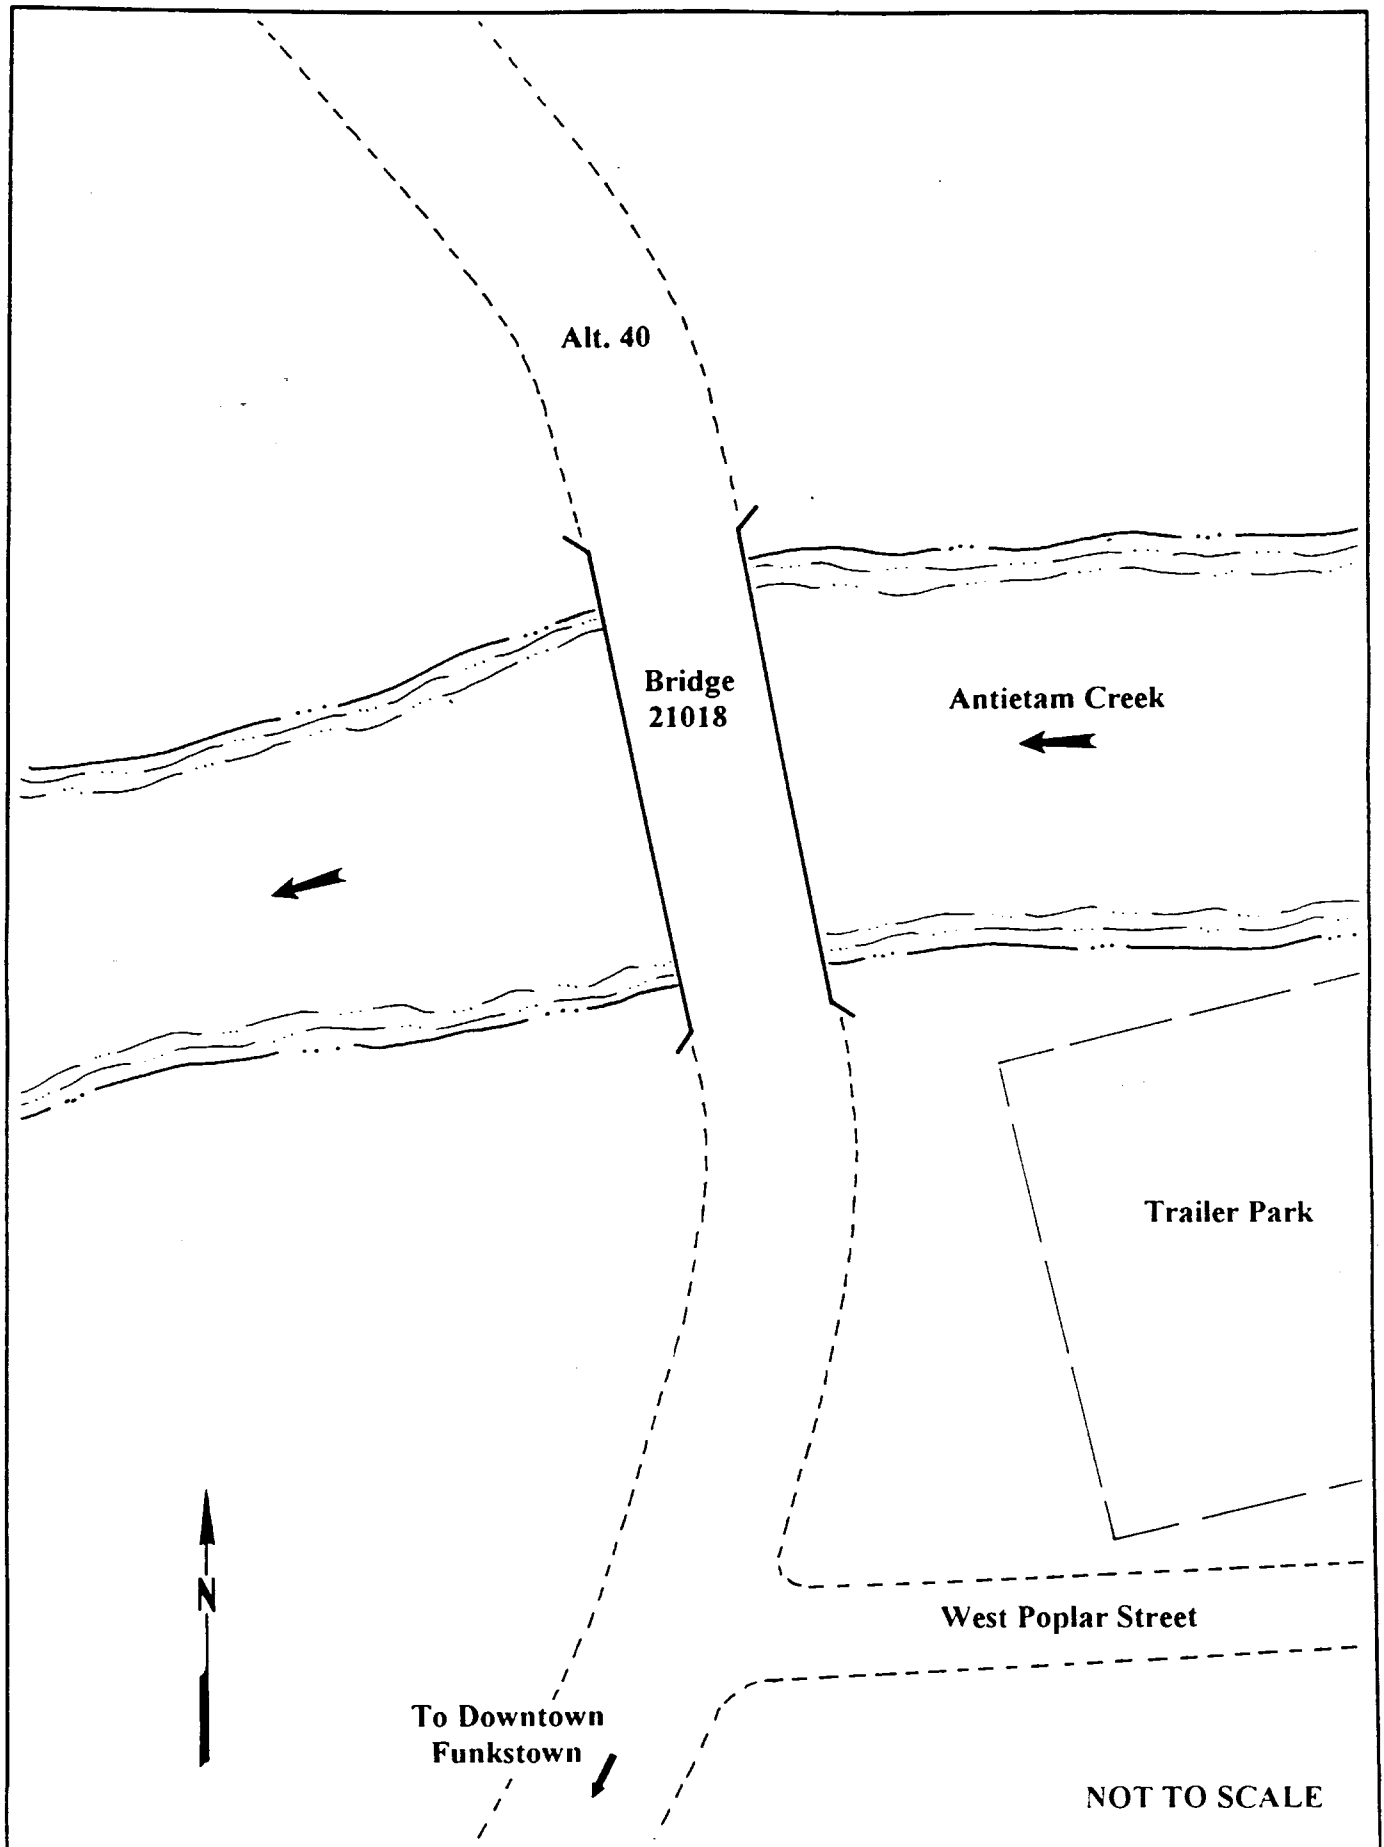 Alt. 40
Bridge
21018
Antietam Creek
Trailer Park
N
West Poplar Street
To Downtown
Funkstown
NOT TO SCALE